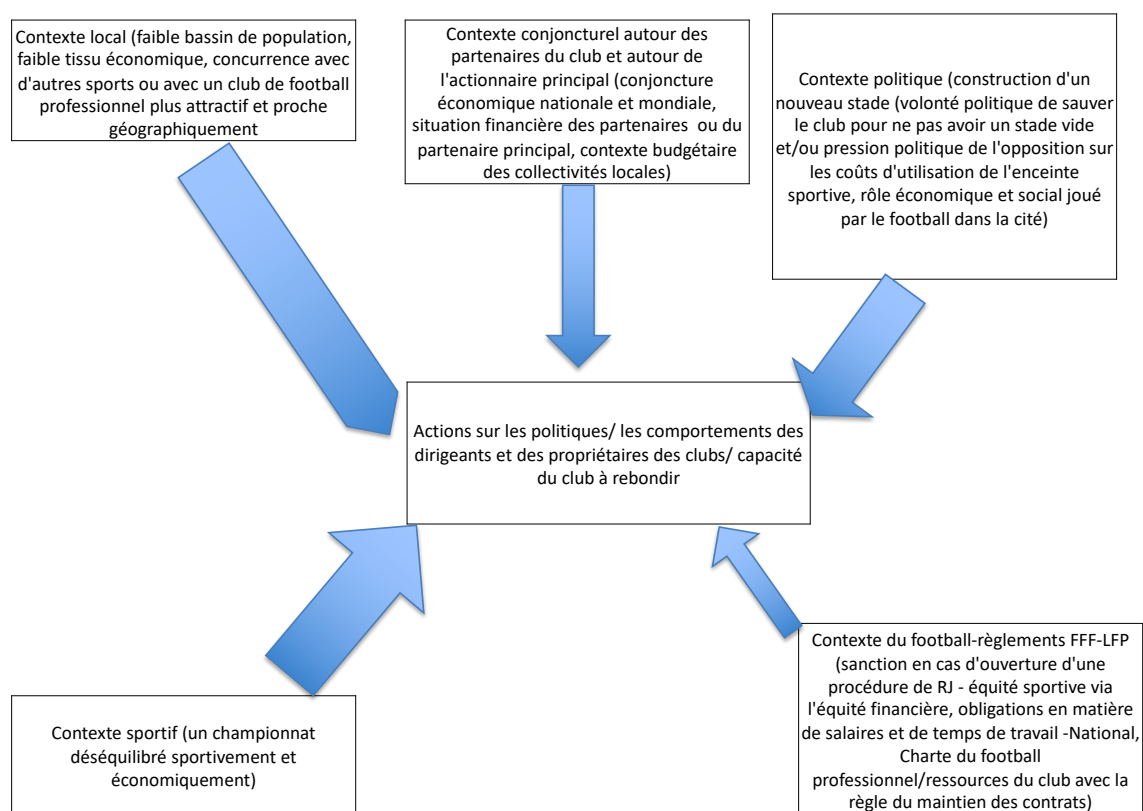 Contexte local (faible bassin de population,
faible tissu économique, concurrence avec
d'autres sports ou avec un club de football
professionnel plus attractif et proche
géographiquement
Contexte conjoncturel autour des
partenaires du club et autour de
l'actionnaire principal (conjoncture
économique nationale et mondiale,
situation financière des partenaires ou du
partenaire principal, contexte budgétaire
des collectivités locales)
Contexte politique (construction d'un
nouveau stade (volonté politique de sauver
le club pour ne pas avoir un stade vide
et/ou pression politique de l'opposition sur
les coûts d'utilisation de l'enceinte
sportive, rôle économique et social joué
par le football dans la cité)
Actions sur les politiques/ les comportements des
dirigeants et des propriétaires des clubs/ capacité
du club à rebondir
Contexte sportif (un championnat
déséquilibré sportivement et
économiquement)
Contexte du football-règlements FFF-LFP
(sanction en cas d'ouverture d'une
procédure de RJ - équité sportive via
l'équité financière, obligations en matière
de salaires et de temps de travail -National,
Charte du football
professionnel/ressources du club avec la
règle du maintien des contrats)